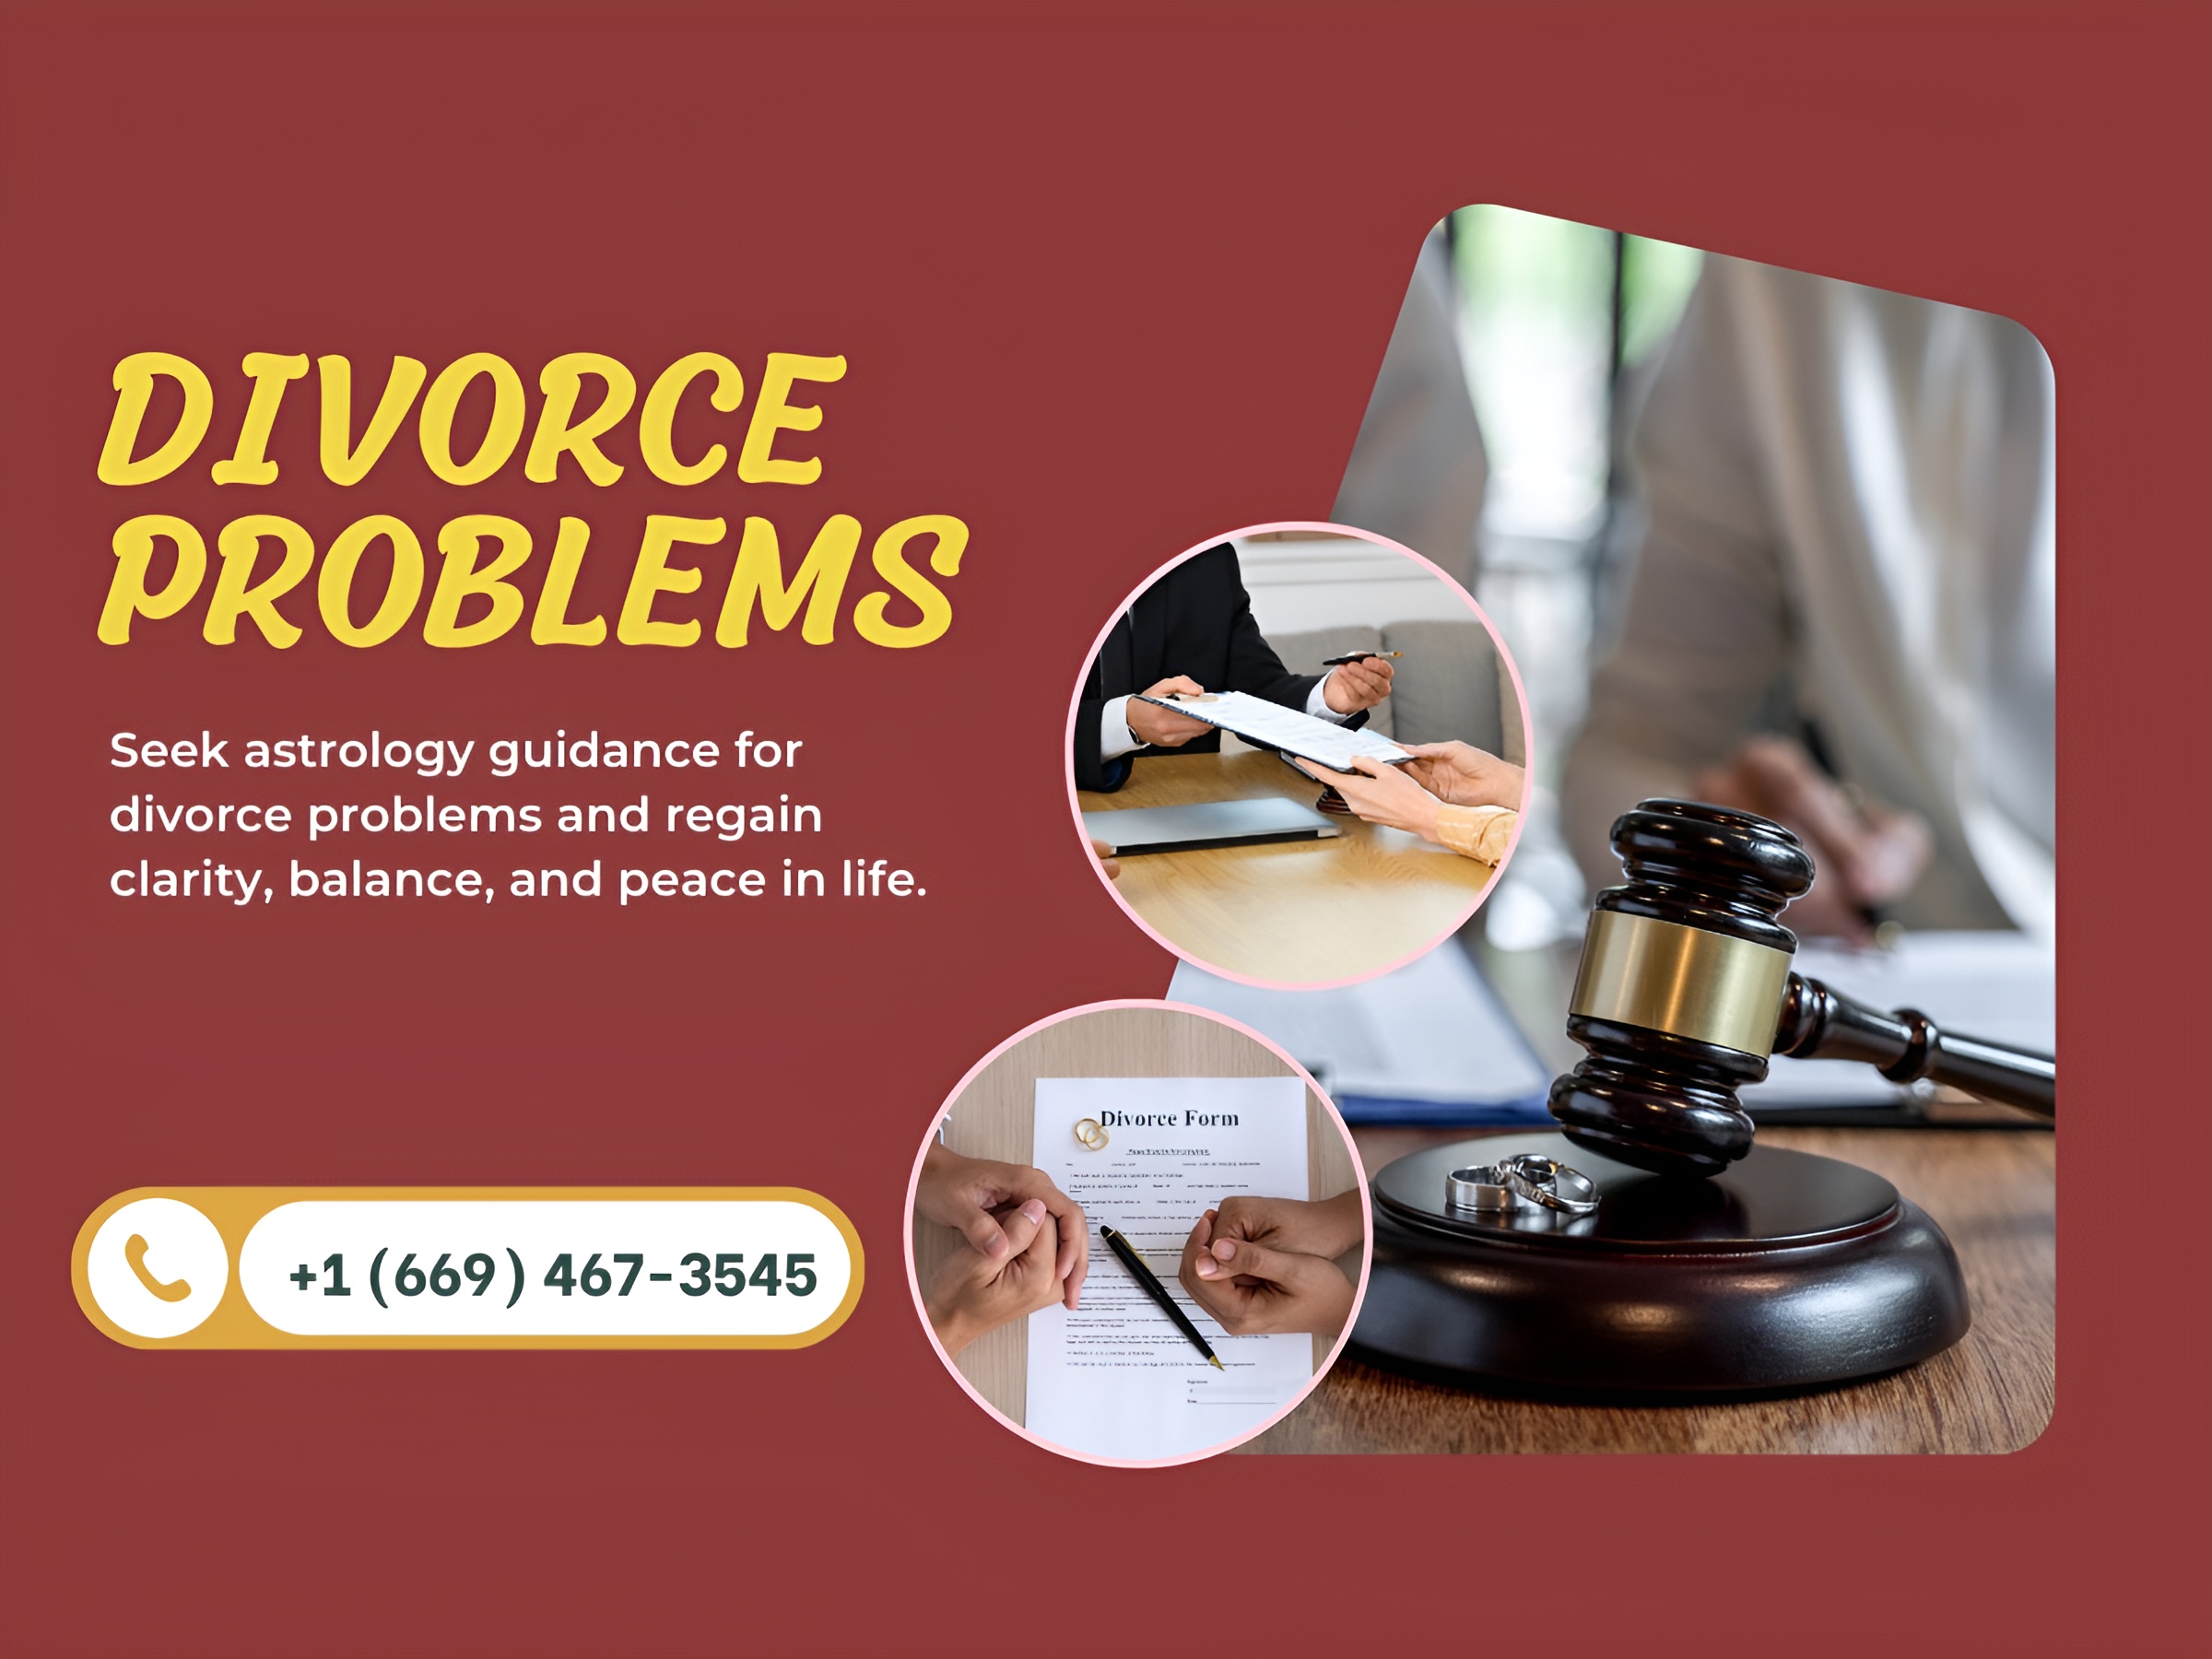 DIVORCE
PROBLEMS
Seek astrology guidance for
divorce problems and regain
clarity, balance, and peace in life.
+1 (669) 467-3545
Divorce Form